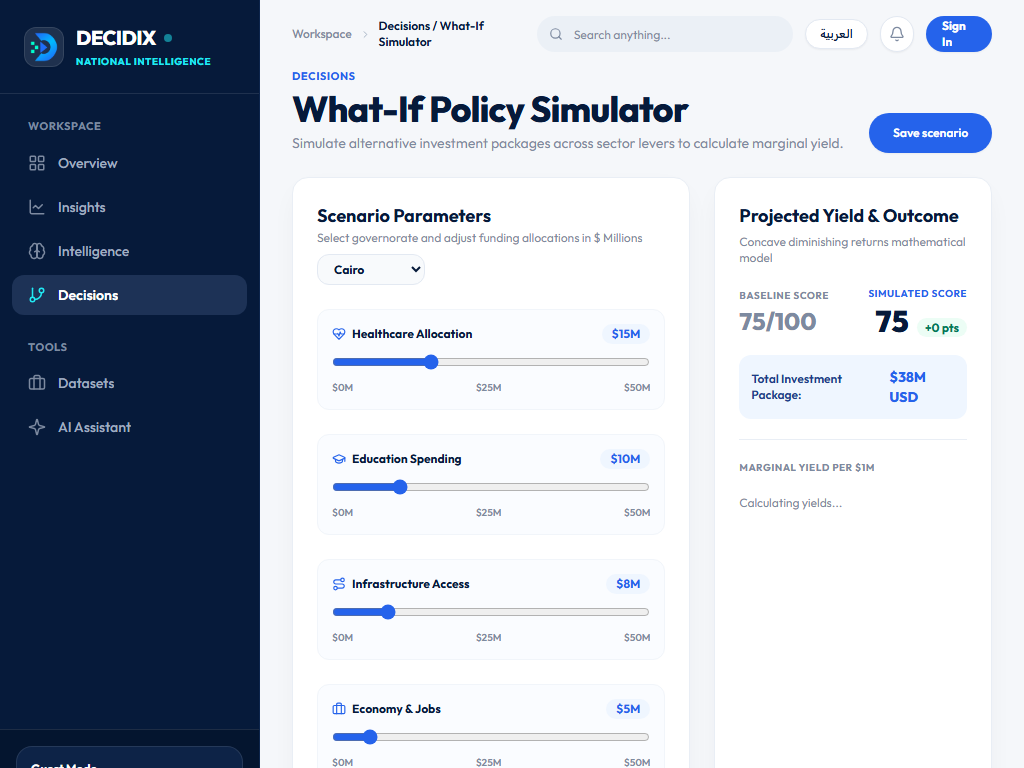 DECIDIX
NATIONAL INTELLIGENCE
WORKSPACE
Overview
Insights
Intelligence
Decisions
TOOLS
Datasets
AI Assistant
Guest Mode
Workspace
Decisions / What-If
Simulator
Search anything...
العربية
Sign
In
DECISIONS
What-If Policy Simulator
Simulate alternative investment packages across sector levers to calculate marginal yield.
Save scenario
Scenario Parameters
Select governorate and adjust funding allocations in $ Millions
Cairo
Healthcare Allocation
$15M
$0M
$25M
$50M
Education Spending
$10M
$0M
$25M
$50M
Infrastructure Access
$8M
$0M
$25M
$50M
Economy & Jobs
$5M
$0M
$25M
$50M
Projected Yield & Outcome
Concave diminishing returns mathematical
model
BASELINE SCORE
75/100
SIMULATED SCORE
75
+0 pts
Total Investment
Package:
$38M
USD
MARGINAL YIELD PER $1M
Calculating yields...